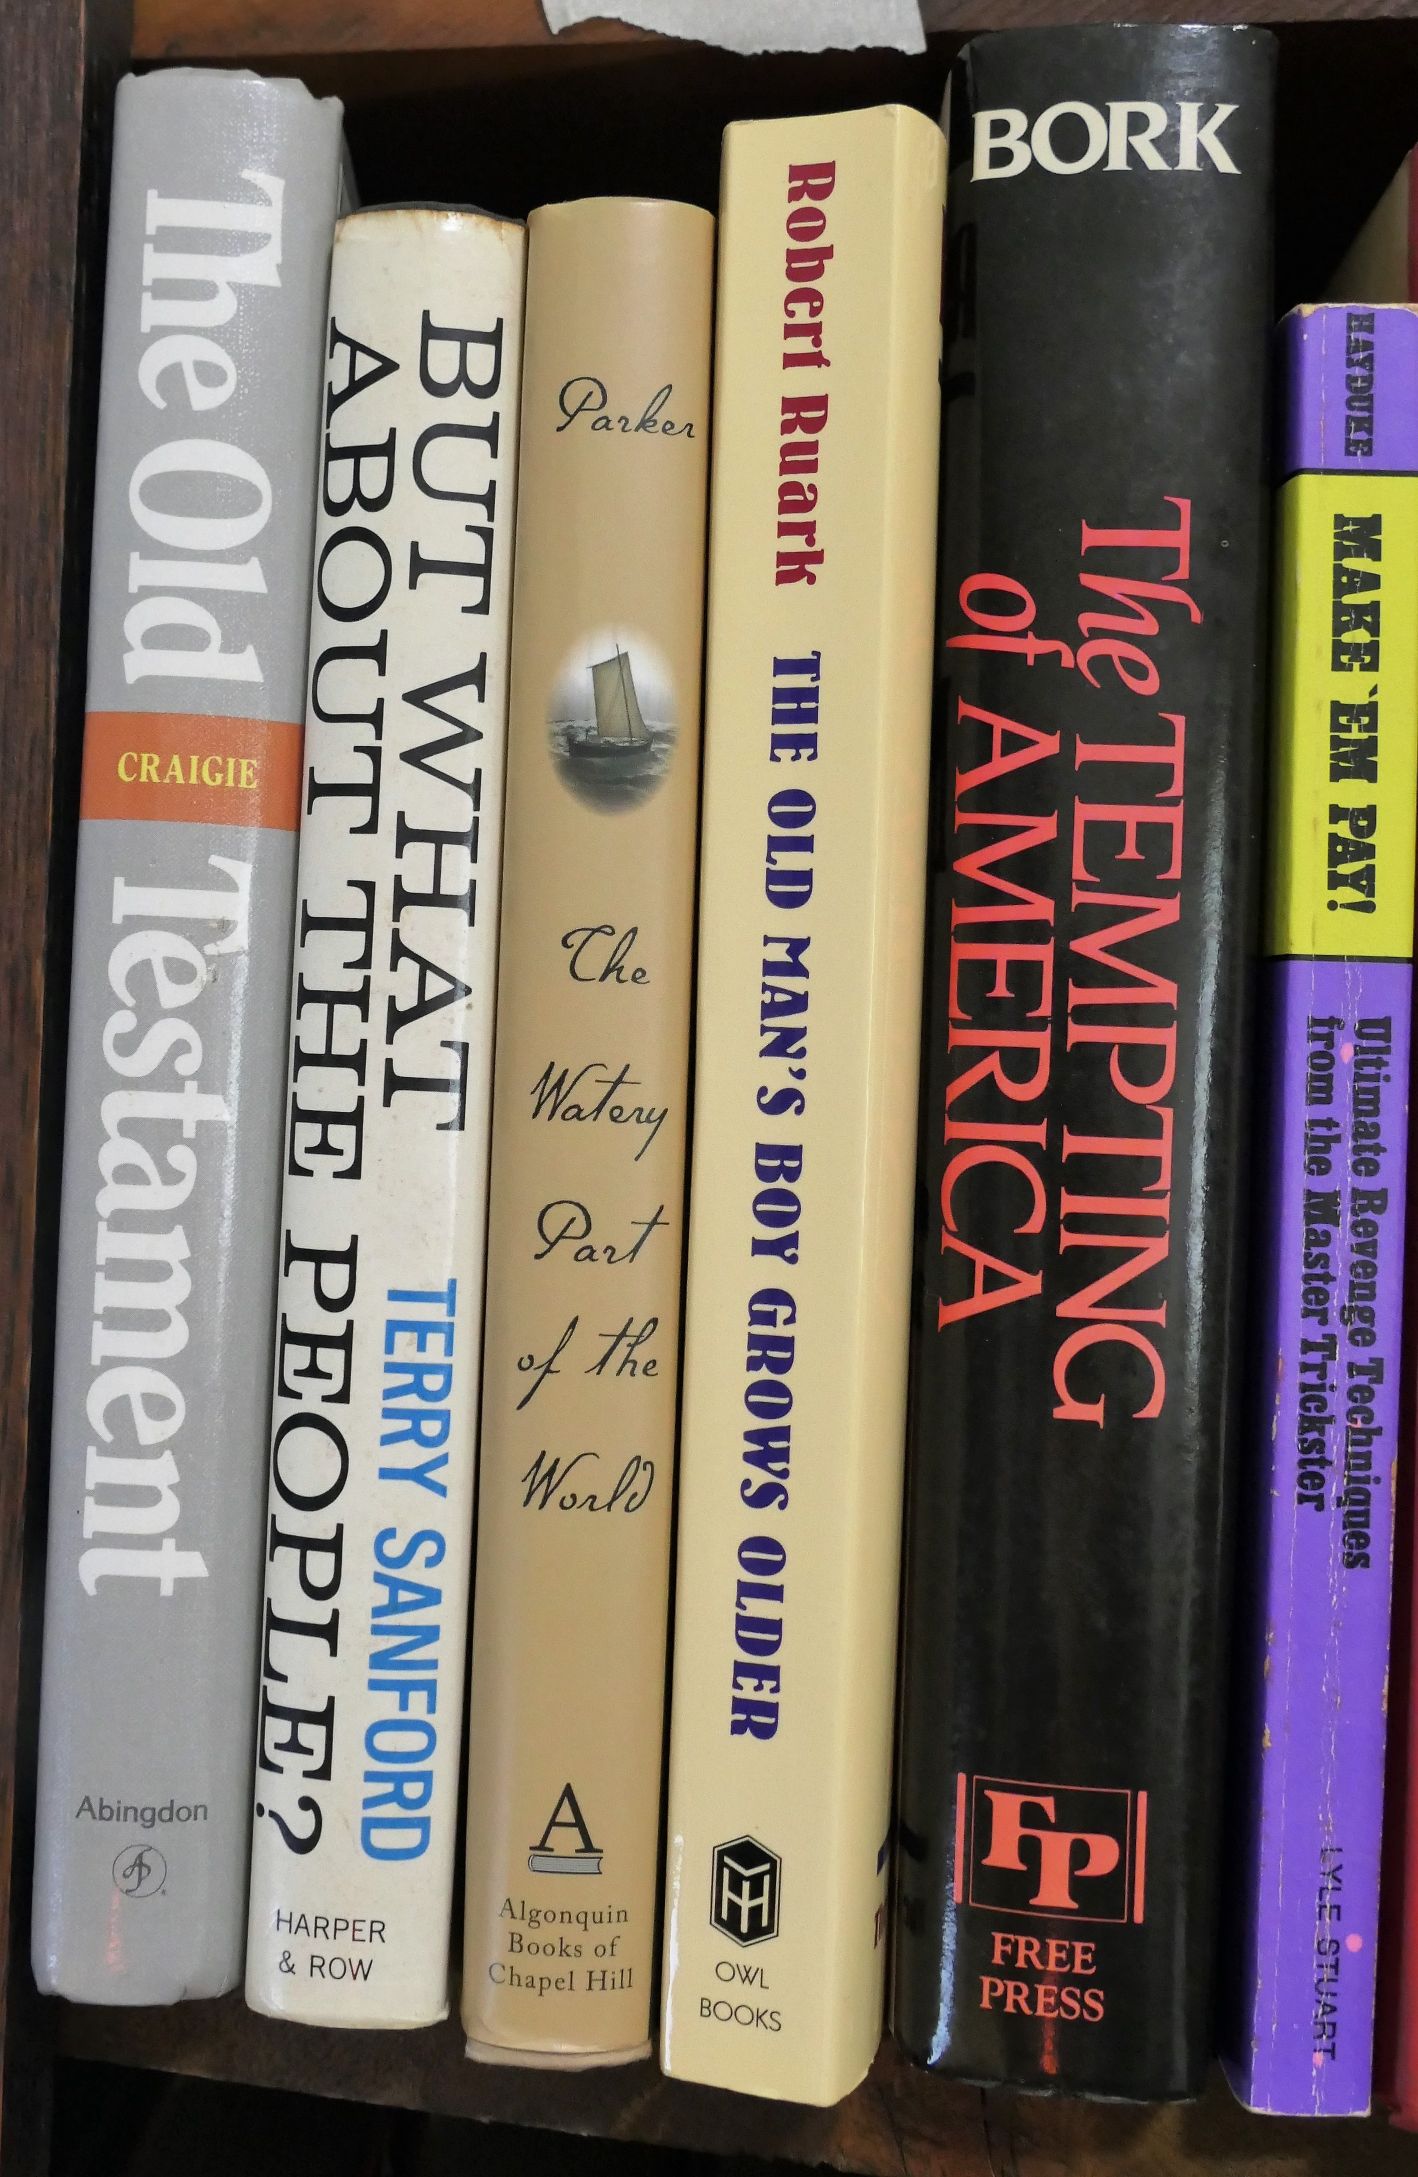 The Old
CRAIGIE
Testament
Abingdon
BUT WHAT
ABOUT THE PEOPLE?
TERRY SANFORD
HARPER
& ROW
Parker
The
Watery
Part
of the
World
A
Algonquin
Books of
Chapel Hill
Robert Ruark THE OLD MAN'S BOY GROWS OLDER
OWL
BOOKS
BORK
The TEMPTING
of AMERICA
FP
FREE
PRESS
HAYDUKE
MAKE 'EM PAY!
Ultimate Revenge Techniques
from the Master Trickster
LYLE STUART